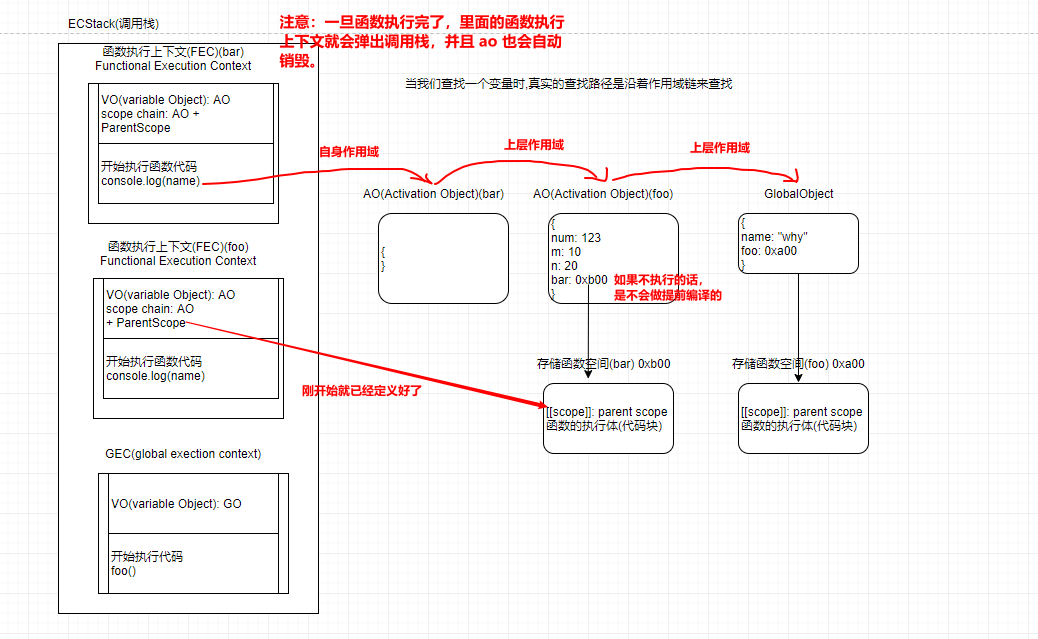 ECStack(调用栈)
注意：一旦函数执行完了，里面的函数执行
上下文就会弹出调用栈，并且 ao 也会自动
销毁。
函数执行上下文(FEC)(bar)
Functional Execution Context
VO(variable Object): AO
scope chain: AO +
ParentScope
开始执行函数代码
console.log(name)
当我们查找一个变量时,真实的查找路径是沿着作用域链来查找
自身作用域
上层作用域
上层作用域
AO(Activation Object)(bar)
AO(Activation Object)(foo)
GlobalObject
{
}
{
num: 123
m: 10
n: 20
bar: 0xb00
}
如果不执行的话，
是不会做提前编译的
{
name: "why"
foo: 0xa00
}
函数执行上下文(FEC)(foo)
Functional Execution Context
VO(variable Object): AO
scope chain: AO
+ ParentScope
开始执行函数代码
console.log(name)
刚开始就已经定义好了
存储函数空间(bar) 0xb00
[[scope]]: parent scope
函数的执行体(代码块)
存储函数空间(foo) 0xa00
[[scope]]: parent scope
函数的执行体(代码块)
GEC(global exection context)
VO(variable Object): GO
开始执行代码
foo()